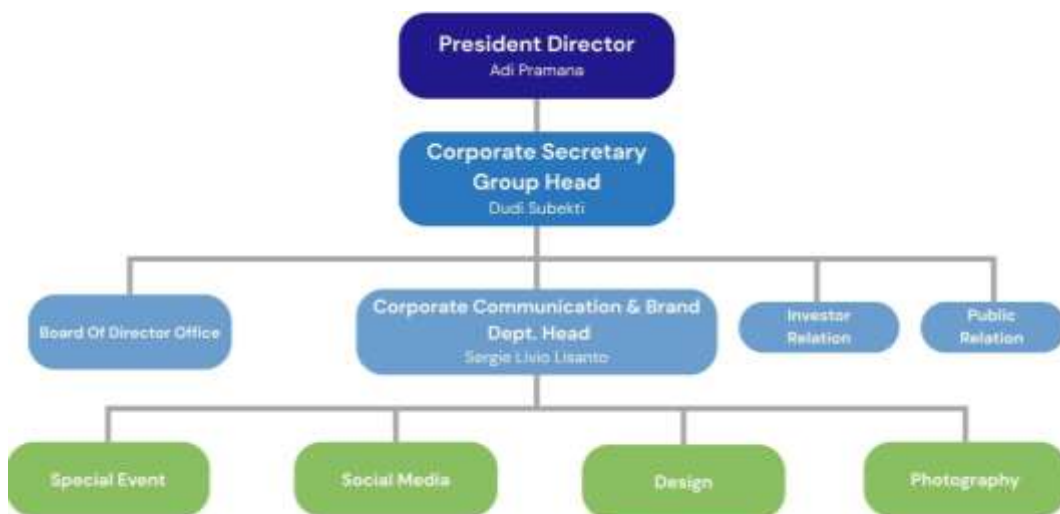 President Director
Adi Pramana
Corporate Secretary
Group Head
Dudi Subekti
Board Of Director Office
Corporate Communication & Brand
Dept. Head
Sergie Livio Lisanto
Investor
Relation
Public
Relation
Special Event
Social Media
Design
Photography